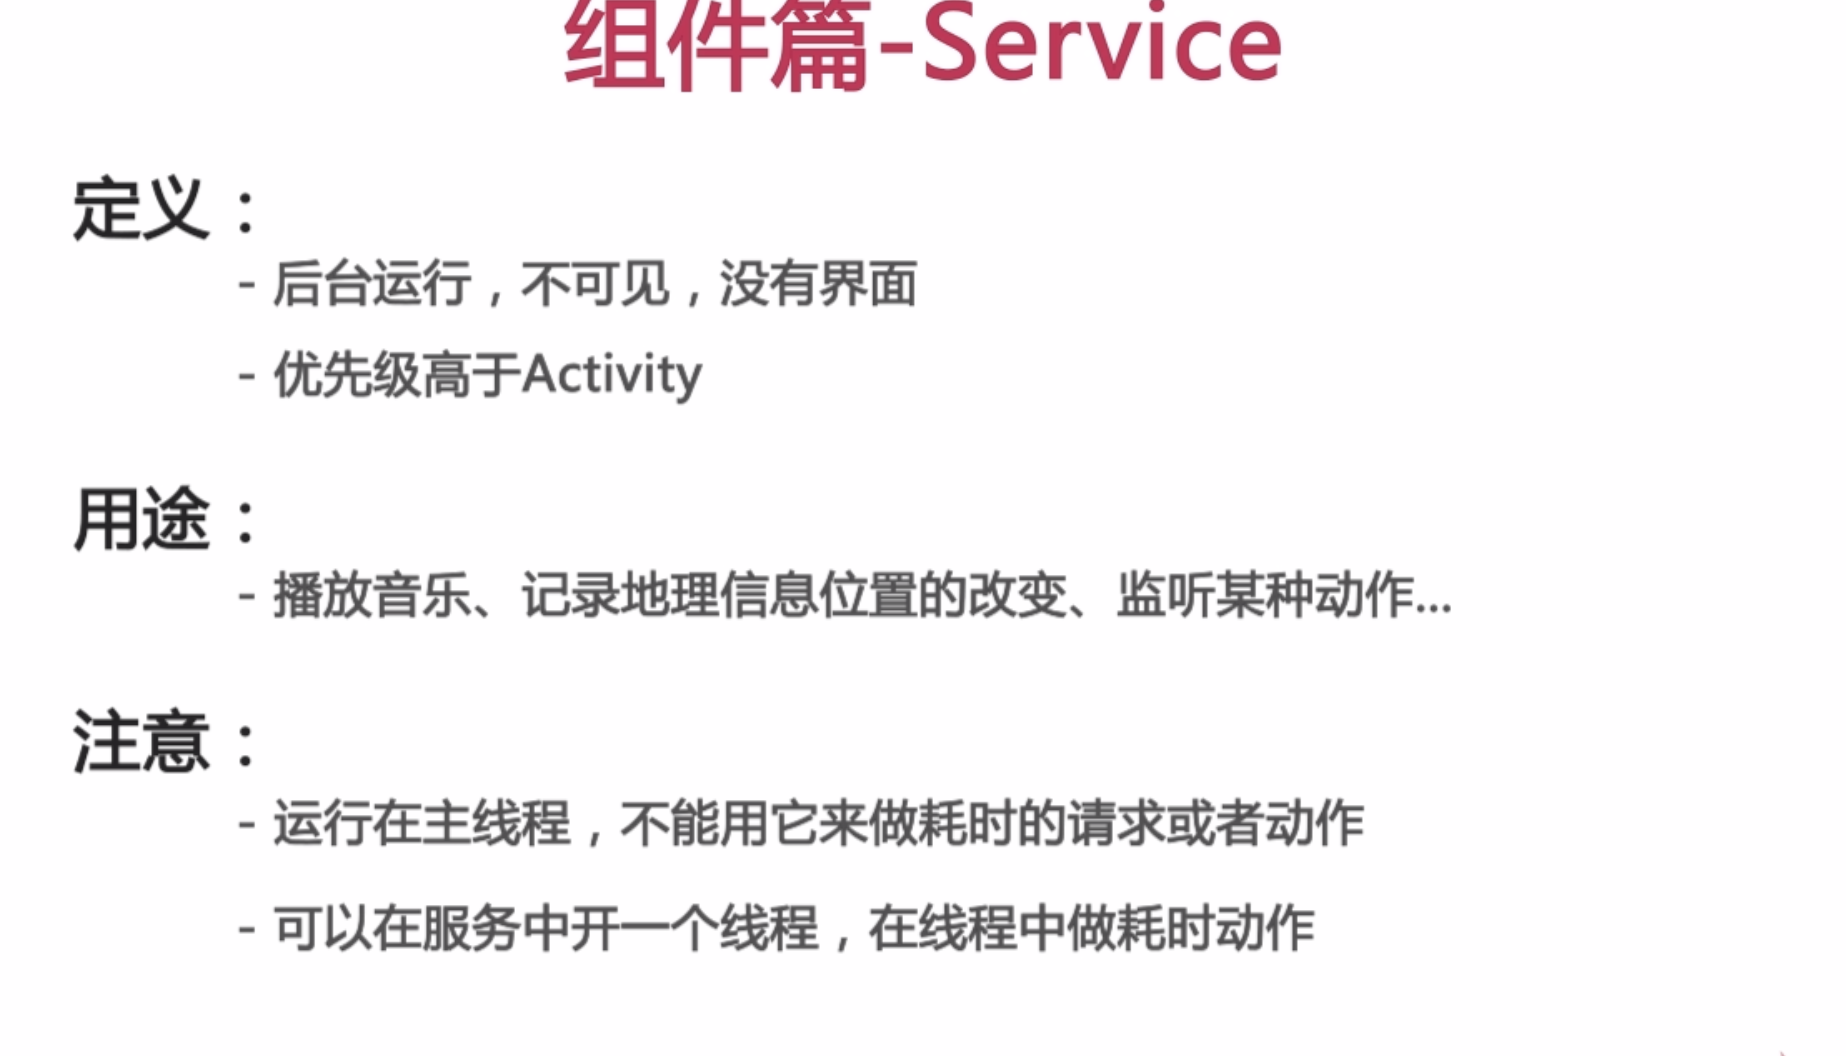 组件篇-Service
定义：
- 后台运行，不可见，没有界面
- 优先级高于Activity
用途：
- 播放音乐、记录地理信息位置的改变、监听某种动作...
注意：
- 运行在主线程，不能用它来做耗时的请求或者动作
- 可以在服务中开一个线程，在线程中做耗时动作